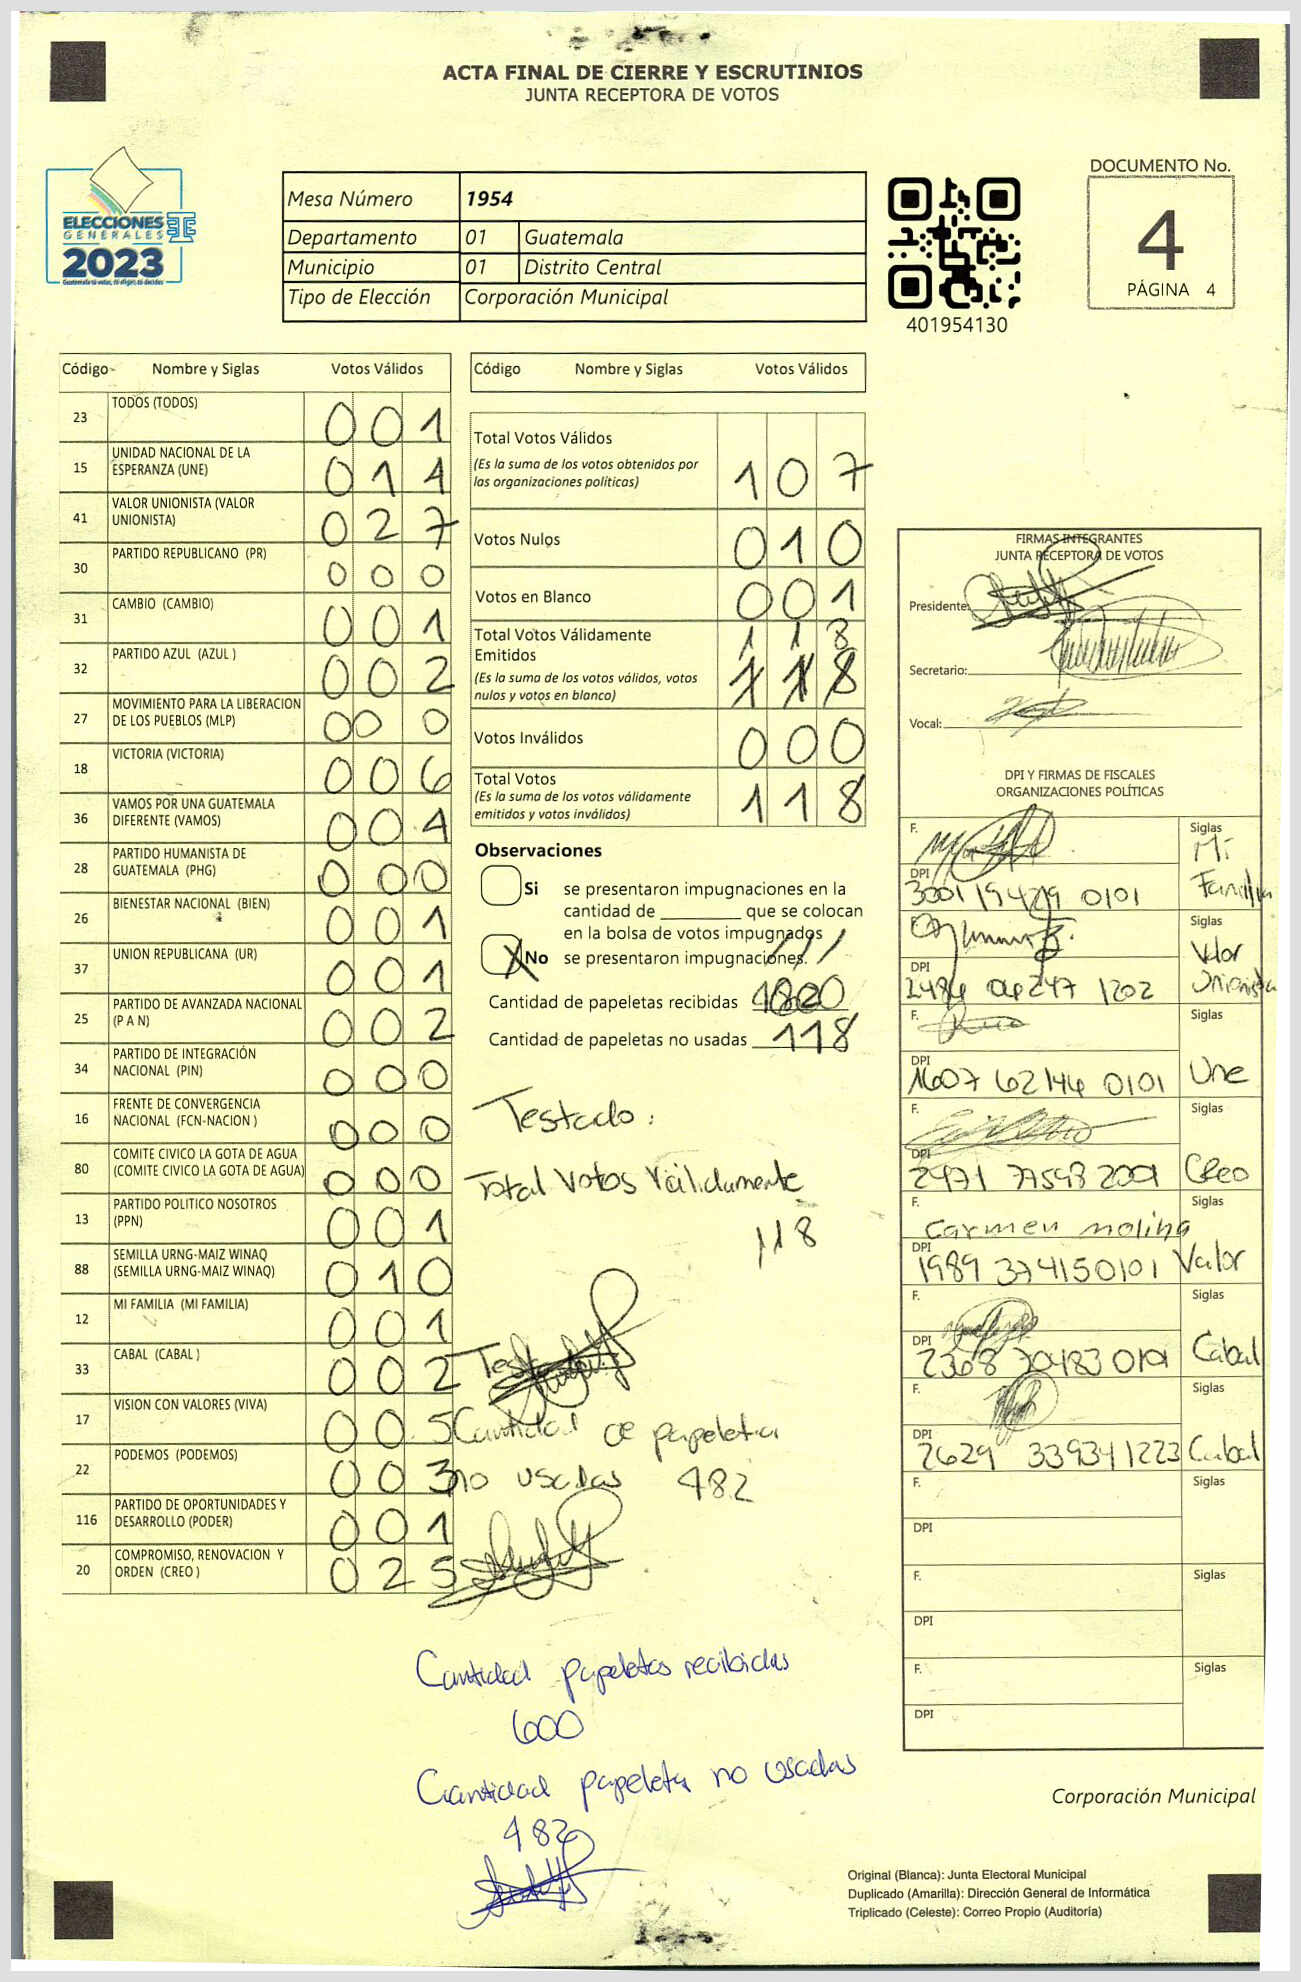 ACTA FINAL DE CIERRE Y ESCRUTINIOS
JUNTA RECEPTORA DE VOTOS
ELECCIONES
GENERALES
2023
Guatemala tú votas, tú eliges, tú decides
Mesa Número 1954
Departamento 01 Guatemala
Municipio 01 Distrito Central
Tipo de Elección Corporación Municipal
401954130
DOCUMENTO No.
4
PÁGINA 4
Código Nombre y Siglas Votos Válidos
23 TODOS (TODOS) 0 0 1
15 UNIDAD NACIONAL DE LA ESPERANZA (UNE) 0 1 4
41 VALOR UNIONISTA (VALOR UNIONISTA) 0 2 7
30 PARTIDO REPUBLICANO (PR) 0 0 0
31 CAMBIO (CAMBIO) 0 0 1
32 PARTIDO AZUL (AZUL ) 0 0 2
27 MOVIMIENTO PARA LA LIBERACION DE LOS PUEBLOS (MLP) 0 0 0
18 VICTORIA (VICTORIA) 0 0 6
36 VAMOS POR UNA GUATEMALA DIFERENTE (VAMOS) 0 0 4
28 PARTIDO HUMANISTA DE GUATEMALA (PHG) 0 0 0
26 BIENESTAR NACIONAL (BIEN) 0 0 1
37 UNION REPUBLICANA (UR) 0 0 1
25 PARTIDO DE AVANZADA NACIONAL (P A N) 0 0 2
34 PARTIDO DE INTEGRACIÓN NACIONAL (PIN) 0 0 0
16 FRENTE DE CONVERGENCIA NACIONAL (FCN-NACION ) 0 0 0
80 COMITE CIVICO LA GOTA DE AGUA (COMITE CIVICO LA GOTA DE AGUA) 0 0 0
13 PARTIDO POLITICO NOSOTROS (PPN) 0 0 1
88 SEMILLA URNG-MAIZ WINAQ (SEMILLA URNG-MAIZ WINAQ) 0 1 0
12 MI FAMILIA (MI FAMILIA) 0 0 1
33 CABAL (CABAL ) 0 0 2
17 VISION CON VALORES (VIVA) 0 0 5
22 PODEMOS (PODEMOS) 0 0 3
116 PARTIDO DE OPORTUNIDADES Y DESARROLLO (PODER) 0 0 1
20 COMPROMISO, RENOVACION Y ORDEN (CREO ) 0 2 5
Código Nombre y Siglas Votos Válidos
Total Votos Válidos 1 0 7
(Es la suma de los votos obtenidos por
las organizaciones políticas)
Votos Nulos 0 1 0
Votos en Blanco 0 0 1
Total Votos Válidamente 1 1 8
Emitidos 1 1 8
(Es la suma de los votos válidos, votos
nulos y votos en blanco)
Votos Inválidos 0 0 0
Total Votos 1 1 8
(Es la suma de los votos válidamente
emitidos y votos inválidos)
Observaciones
Si se presentaron impugnaciones en la
cantidad de ________ que se colocan
en la bolsa de votos impugnados
X No se presentaron impugnaciones.
Cantidad de papeletas recibidas
Cantidad de papeletas no usadas 118
Testado:
Total Votos Válidamente
118
Cantidad de papeleta
no usadas 482
Cantidad papeletas recibidas
600
Cantidad papeleta no usadas
482
FIRMAS INTEGRANTES
JUNTA RECEPTORA DE VOTOS
Presidente:
Secretario:
Vocal:
DPI Y FIRMAS DE FISCALES
ORGANIZACIONES POLÍTICAS
F. Siglas Mi Familia
DPI 3001 19429 0101
F. Siglas Valor Unionista
DPI 2484 04247 1202
F. Siglas Une
DPI 1607 62144 0101
F. Siglas Creo
DPI 2471 77598 2001
F. Carmen Molina Siglas Valor
DPI 1989 37415 0101
F. Siglas Cabal
DPI 2368 70483 0101
F. Siglas Cabal
DPI 2629 33934 1223
F. Siglas
DPI
F. Siglas
DPI
F. Siglas
DPI
Corporación Municipal
Original (Blanca): Junta Electoral Municipal
Duplicado (Amarilla): Dirección General de Informática
Triplicado (Celeste): Correo Propio (Auditoría)